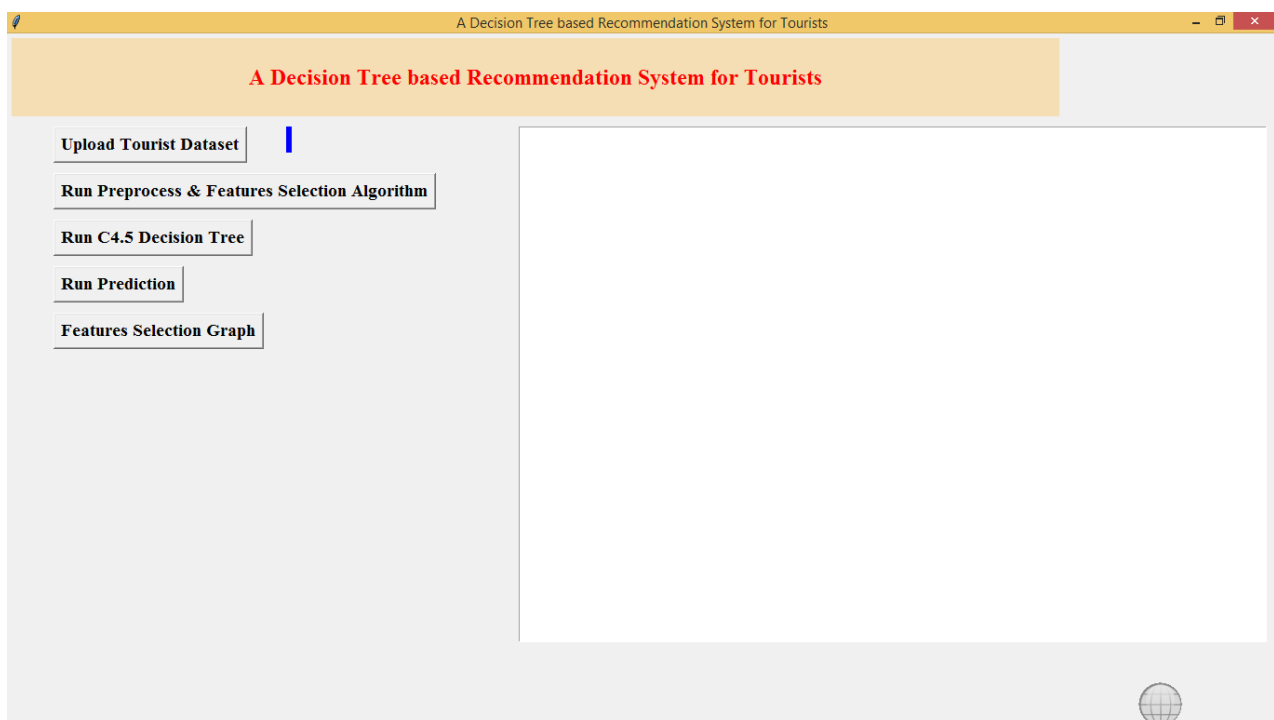 A Decision Tree based Recommendation System for Tourists
A Decision Tree based Recommendation System for Tourists
Upload Tourist Dataset
Run Preprocess & Features Selection Algorithm
Run C4.5 Decision Tree
Run Prediction
Features Selection Graph